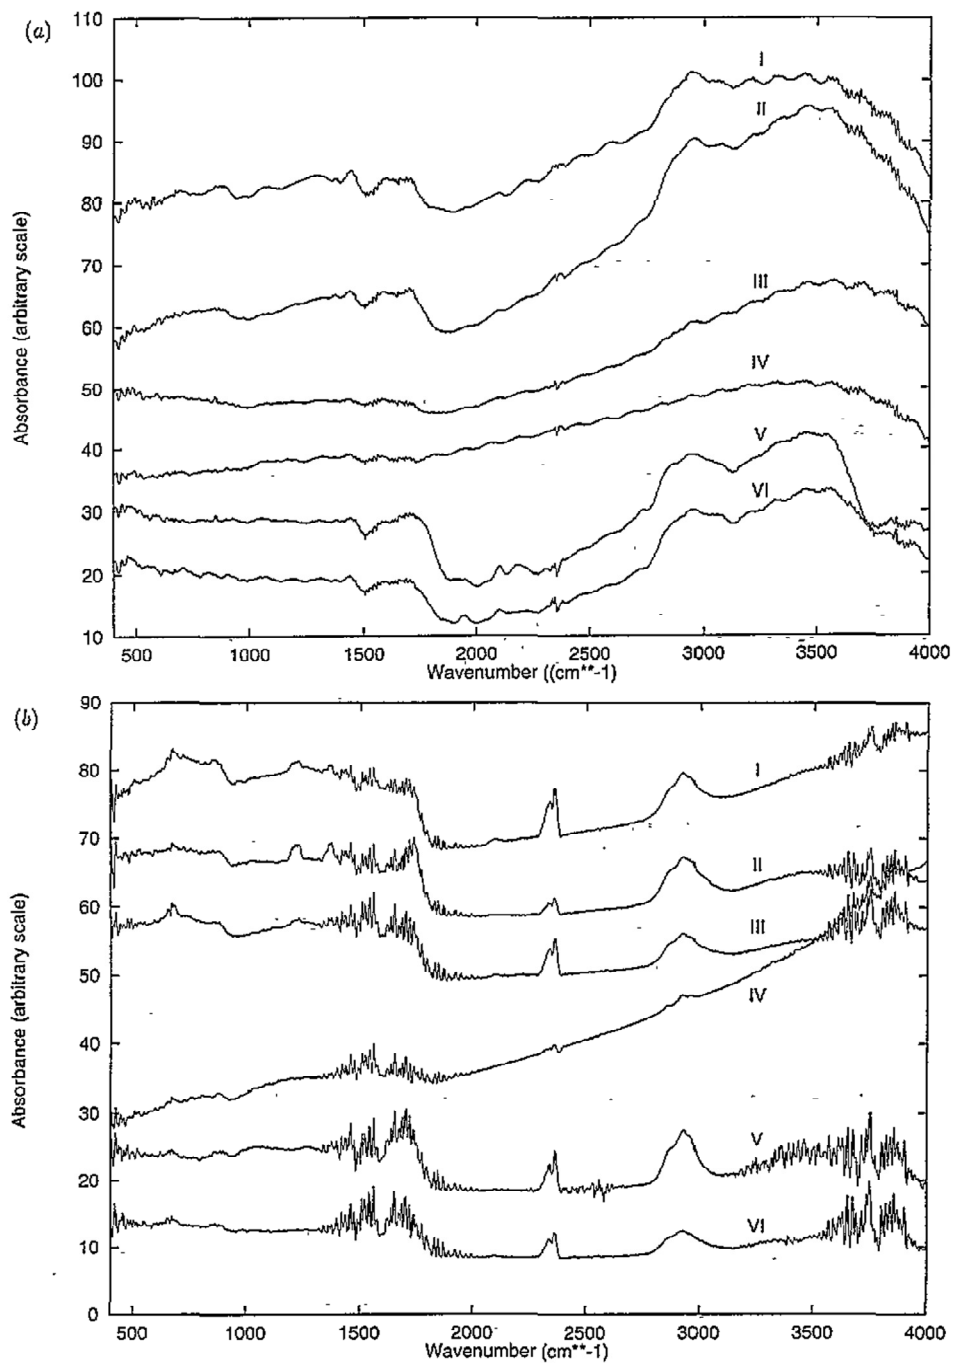 (a)
110
100
90
80
70
60
50
40
30
20
10
Absorbance (arbitrary scale)
I
II
III
IV
V
VI
500 1000 1500 2000 2500 3000 3500 4000
Wavenumber ((cm**-1)
(b)
90
80
70
60
50
40
30
20
10
0
Absorbance (arbitrary scale)
I
II
III
IV
V
VI
500 1000 1500 2000 2500 3000 3500 4000
Wavenumber (cm**-1)